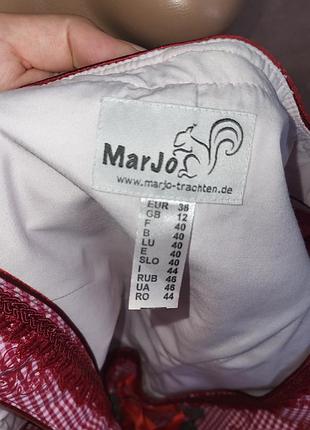 MarJo
www.marjo-trachten.de
EUR 38
GB 12
F 40
B 40
LU 40
E 40
SLO 40
I 44
RUB 46
UA 46
RO 44